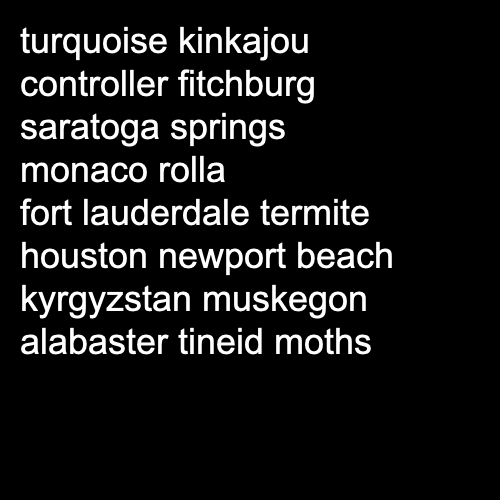 turquoise kinkajou
controller fitchburg
saratoga springs
monaco rolla
fort lauderdale termite
houston newport beach
kyrgyzstan muskegon
alabaster tineid moths